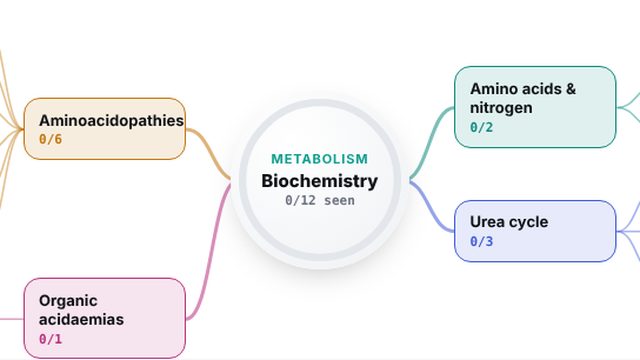 Aminoacidopathies
0/6
Organic
acidaemias
0/1
METABOLISM
Biochemistry
0/12 seen
Amino acids &
nitrogen
0/2
Urea cycle
0/3